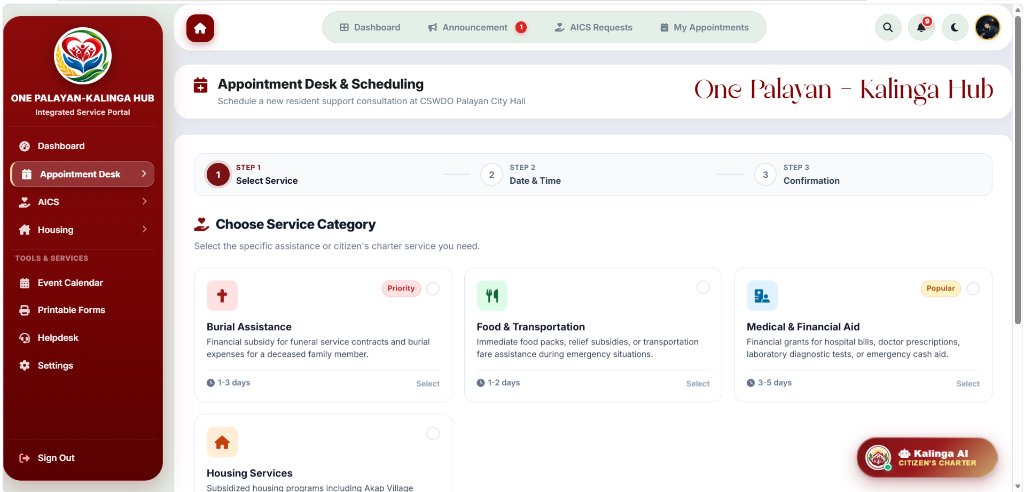 ONE PALAYAN-KALINGA HUB
Integrated Service Portal
Dashboard
Appointment Desk
AICS
Housing
TOOLS & SERVICES
Event Calendar
Printable Forms
Helpdesk
Settings
Sign Out
Dashboard
Announcement 1
AICS Requests
My Appointments
9
Appointment Desk & Scheduling
Schedule a new resident support consultation at CSWDO Palayan City Hall
One Palayan - Kalinga Hub
1
STEP 1
Select Service
2
STEP 2
Date & Time
3
STEP 3
Confirmation
Choose Service Category
Select the specific assistance or citizen's charter service you need.
Priority
Burial Assistance
Financial subsidy for funeral service contracts and burial
expenses for a deceased family member.
1-3 days
Select
Food & Transportation
Immediate food packs, relief subsidies, or transportation
fare assistance during emergency situations.
1-2 days
Select
Popular
Medical & Financial Aid
Financial grants for hospital bills, doctor prescriptions,
laboratory diagnostic tests, or emergency cash aid.
3-5 days
Select
Housing Services
Subsidized housing programs including Akap Village
Kalinga AI
CITIZEN'S CHARTER